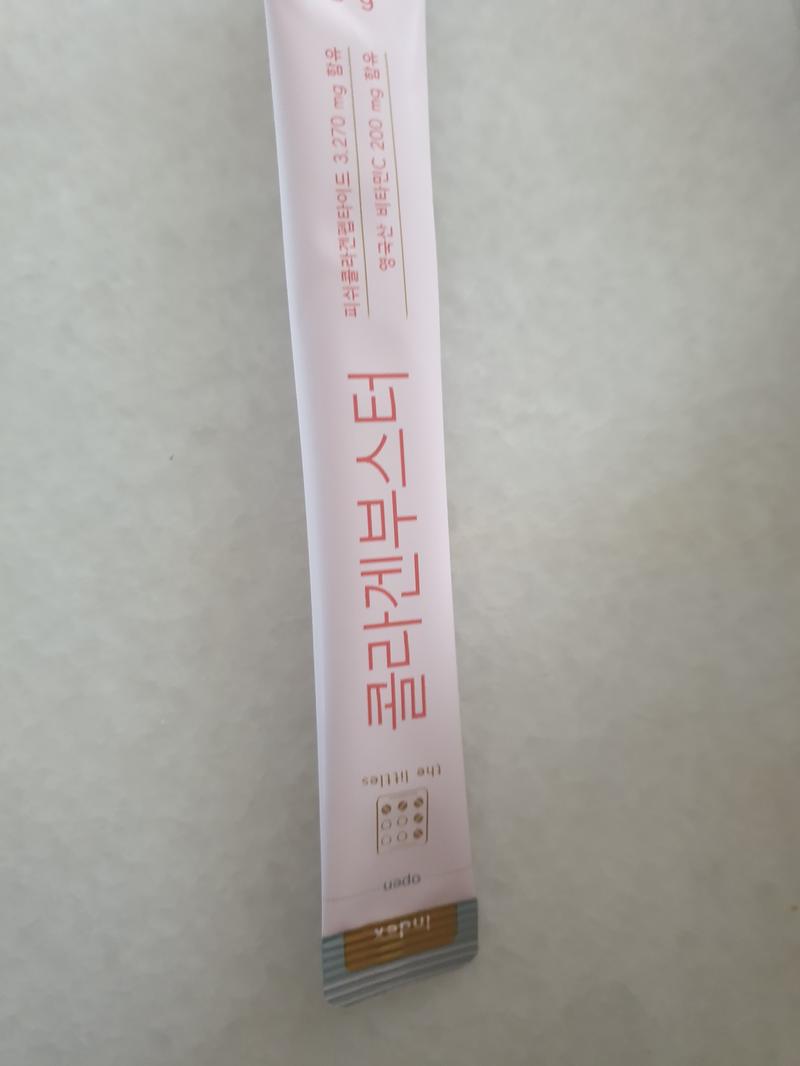 index
open
the littles
콜라겐부스터
피쉬콜라겐펩타이드 3,270 mg 함유
영국산 비타민C 200 mg 함유